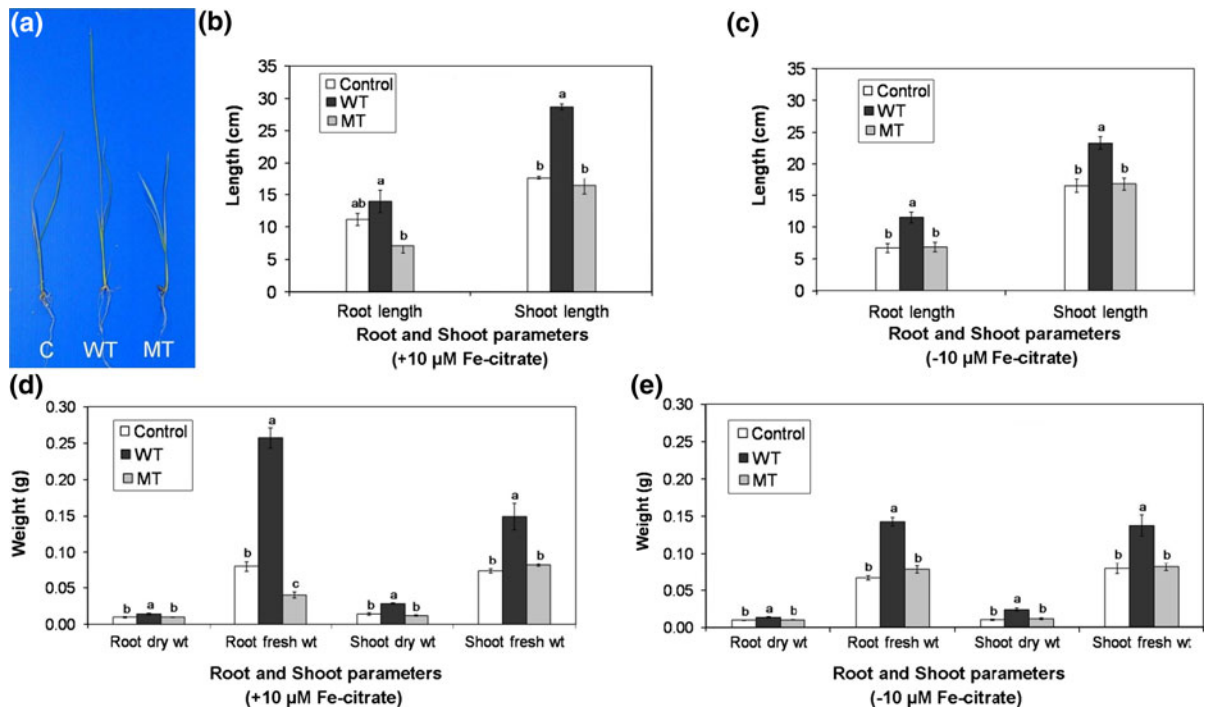 (a)
C WT MT
(b)
35
30
25
20
15
10
5
0
Length (cm)
Control
WT
MT
ab
a
b
b
a
b
Root length Shoot length
Root and Shoot parameters
(+10 µM Fe-citrate)
(c)
35
30
25
20
15
10
5
0
Length (cm)
Control
WT
MT
b
a
b
b
a
b
Root length Shoot length
Root and Shoot parameters
(-10 µM Fe-citrate)
(d)
0.30
0.25
0.20
0.15
0.10
0.05
0.00
Weight (g)
Control
WT
MT
b a b
b a c
b a b
b a b
Root dry wt Root fresh wt Shoot dry wt Shoot fresh wt
Root and Shoot parameters
(+10 µM Fe-citrate)
(e)
0.30
0.25
0.20
0.15
0.10
0.05
0.00
Weight (g)
Control
WT
MT
b a b
b a b
b a b
b a b
Root dry wt Root fresh wt Shoot dry wt Shoot fresh wt
Root and Shoot parameters
(-10 µM Fe-citrate)